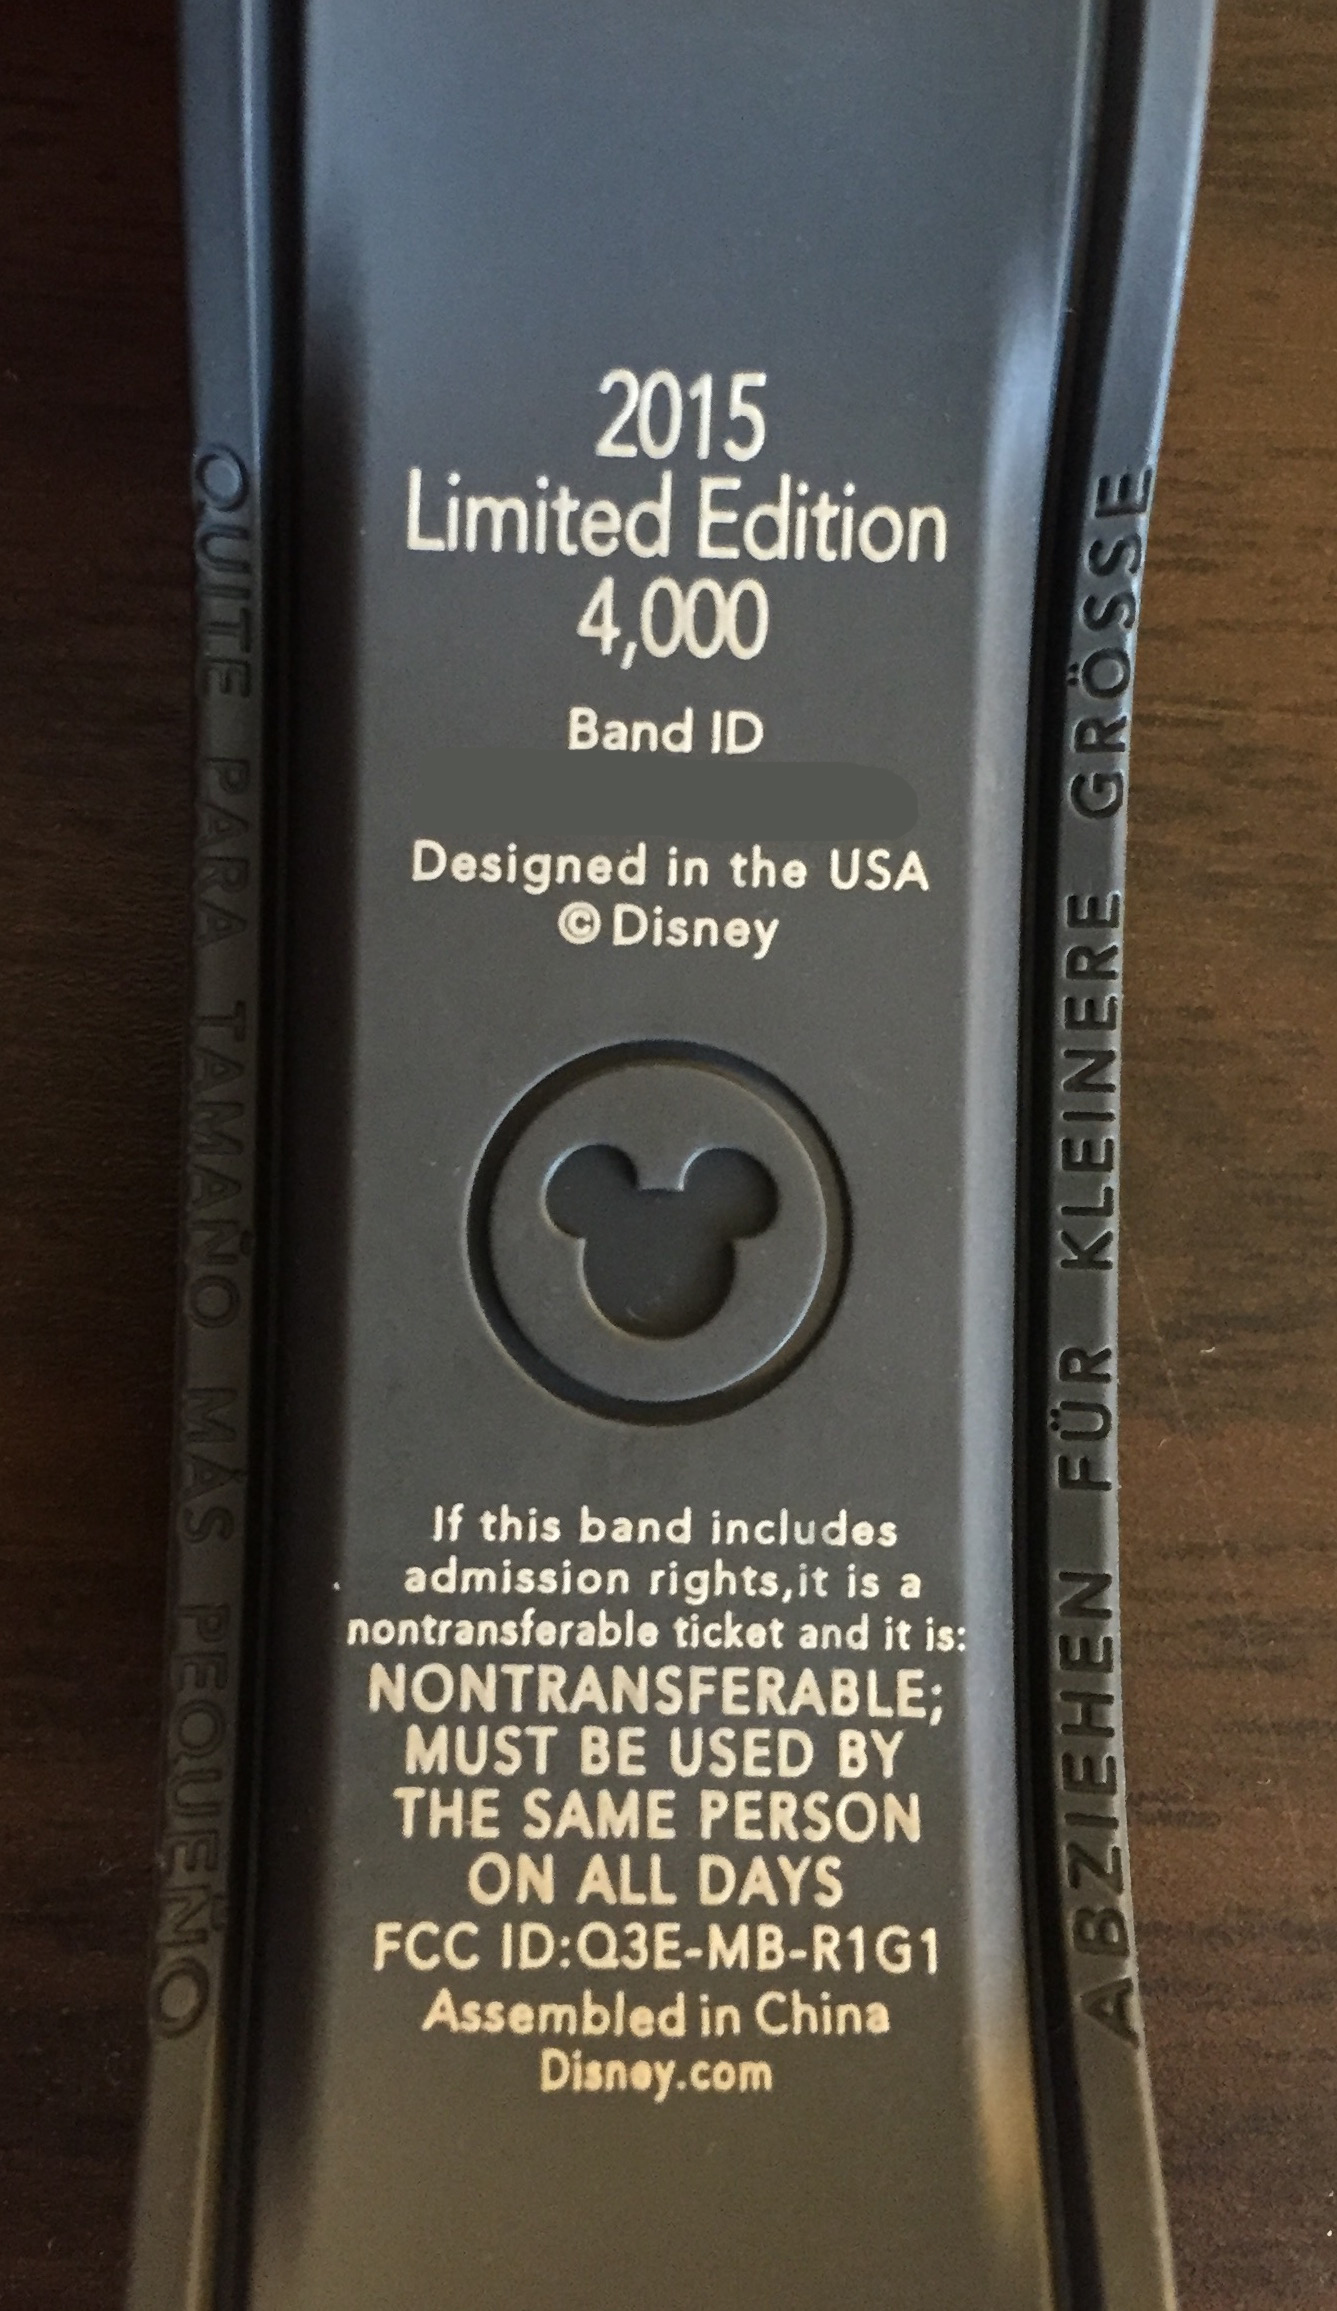 2015
Limited Edition
4,000
Band ID
Designed in the USA
©Disney
If this band includes
admission rights,it is a
nontransferable ticket and it is:
NONTRANSFERABLE;
MUST BE USED BY
THE SAME PERSON
ON ALL DAYS
FCC ID:Q3E-MB-R1G1
Assembled in China
Disney.com
QUITE PARA TAMAÑO MÁS PEQUEÑO
ABZIEHEN FÜR KLEINERE GRÖSSE